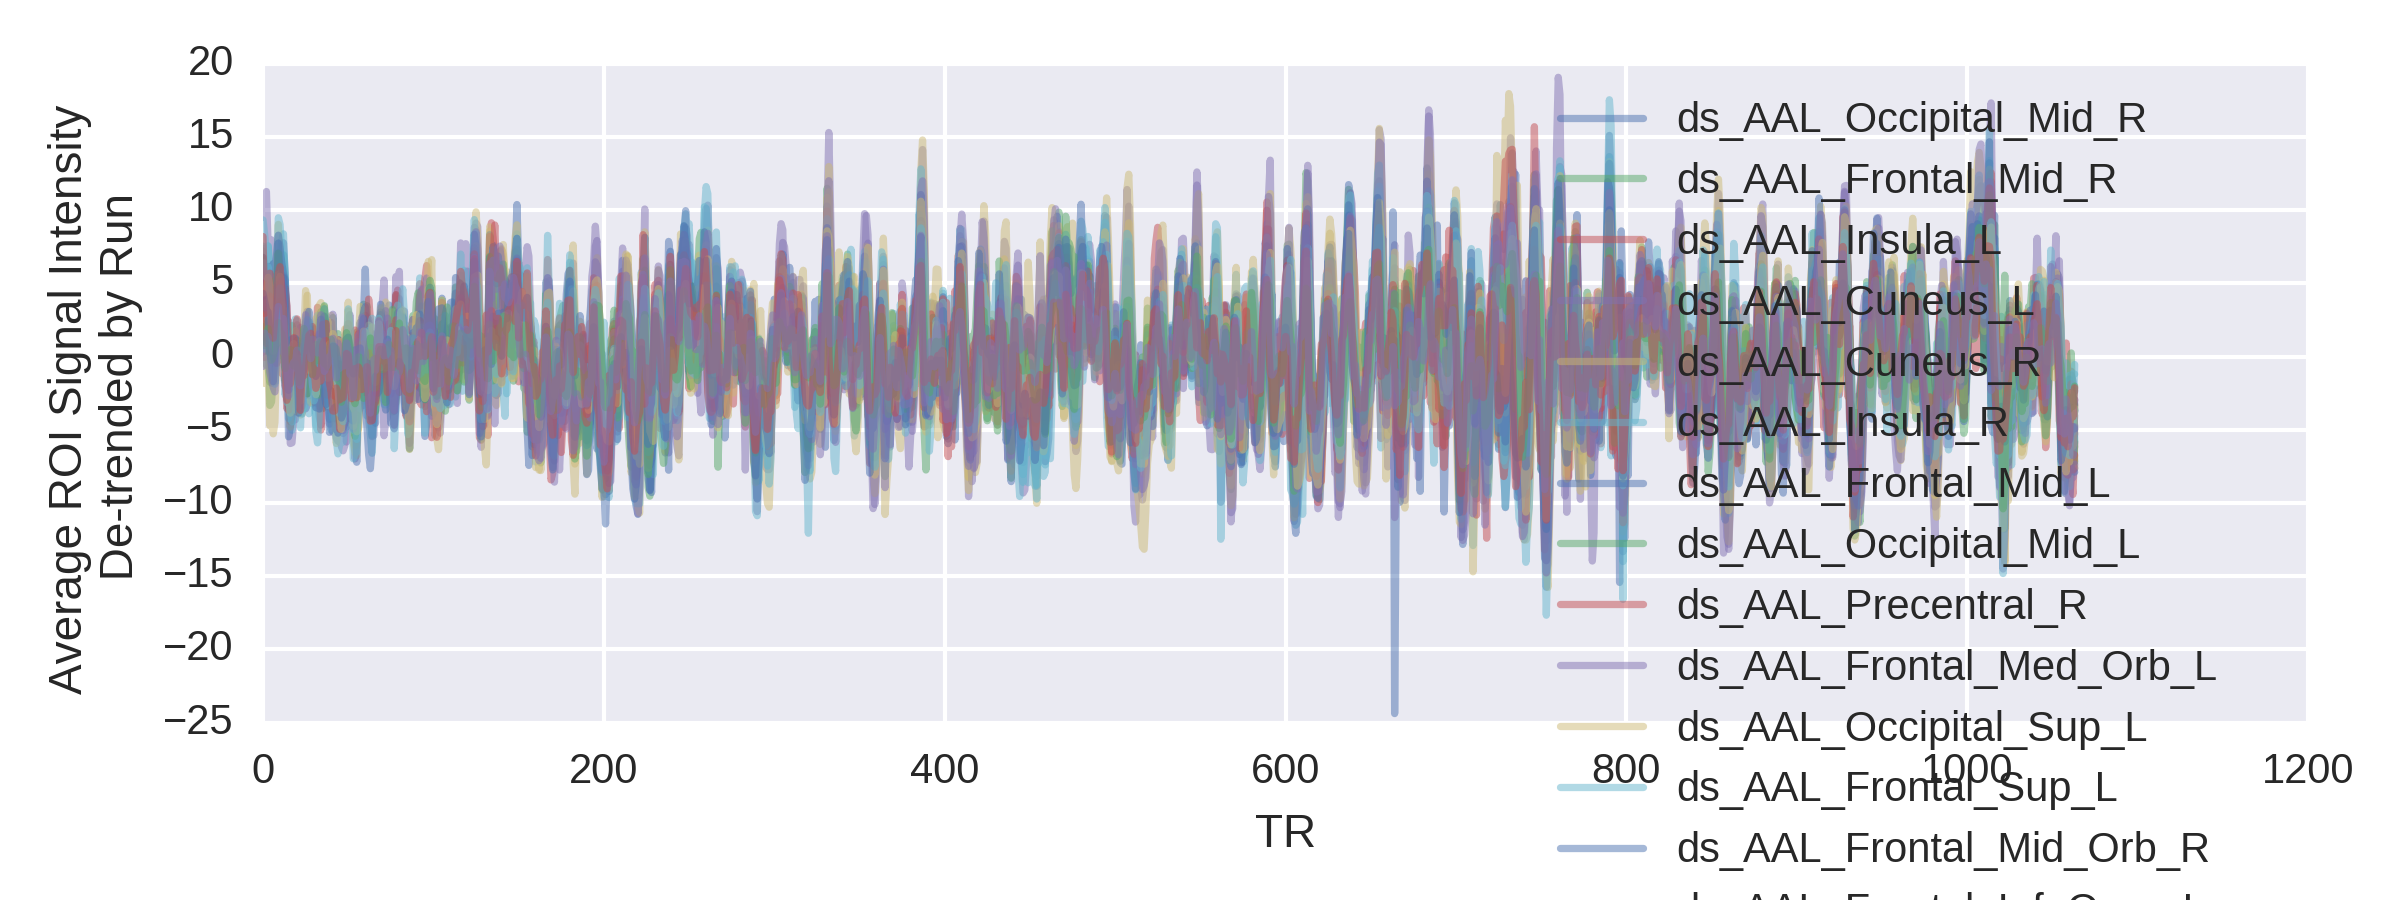 Average ROI Signal Intensity
De-trended by Run
20
15
10
5
0
−5
−10
−15
−20
−25
0
200
400
600
800
1000
1200
TR
ds_AAL_Occipital_Mid_R
ds_AAL_Frontal_Mid_R
ds_AAL_Insula_L
ds_AAL_Cuneus_L
ds_AAL_Cuneus_R
ds_AAL_Insula_R
ds_AAL_Frontal_Mid_L
ds_AAL_Occipital_Mid_L
ds_AAL_Precentral_R
ds_AAL_Frontal_Med_Orb_L
ds_AAL_Occipital_Sup_L
ds_AAL_Frontal_Sup_L
ds_AAL_Frontal_Mid_Orb_R